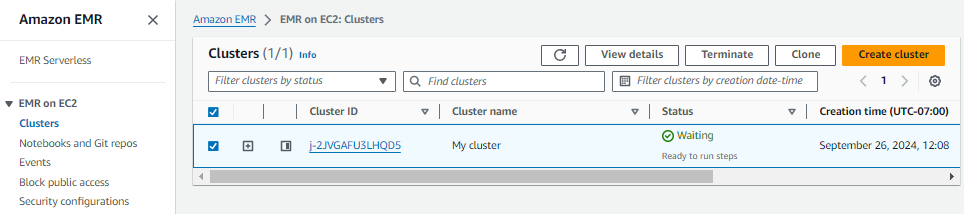 Amazon EMR
Amazon EMR > EMR on EC2: Clusters
EMR Serverless
EMR on EC2
Clusters
Notebooks and Git repos
Events
Block public access
Security configurations
Clusters (1/1) Info
View details
Terminate
Clone
Create cluster
Filter clusters by status
Find clusters
Filter clusters by creation date-time
1
Cluster ID Cluster name Status Creation time (UTC-07:00)
j-2JVGAFU3LHQD5 My cluster Waiting September 26, 2024, 12:08
Ready to run steps